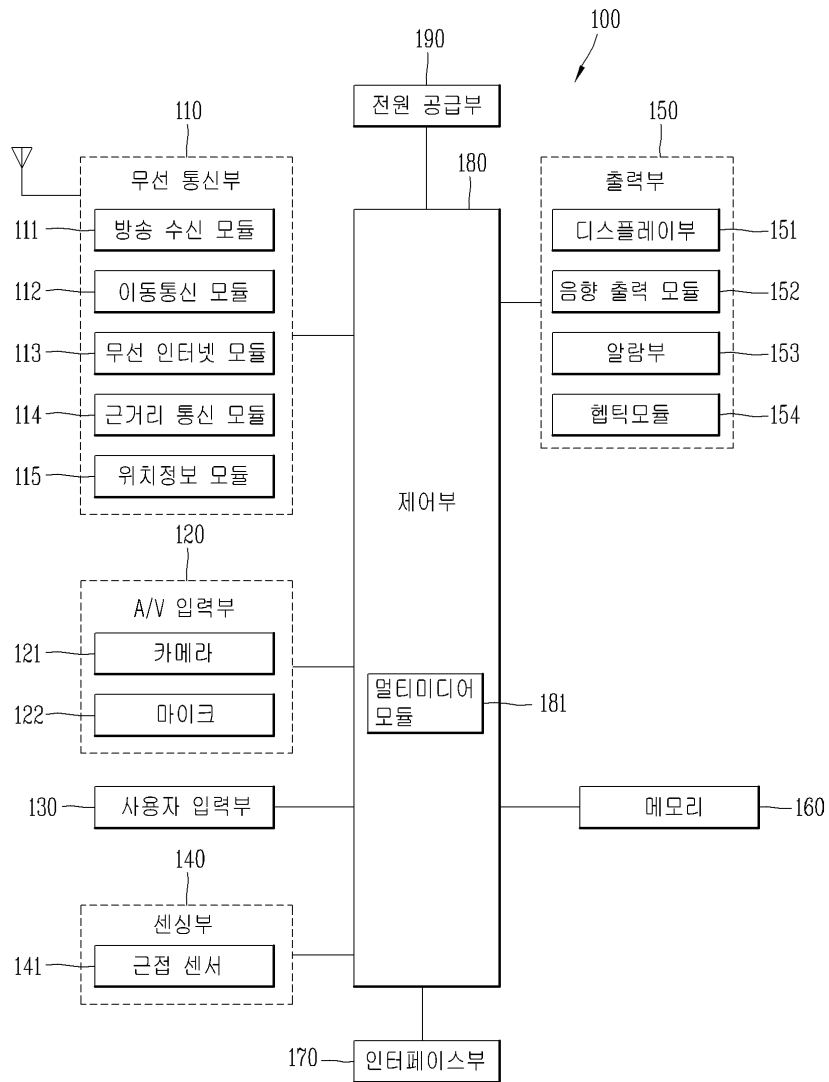 100
190
전원 공급부
110
무선 통신부
111
방송 수신 모듈
112
이동통신 모듈
113
무선 인터넷 모듈
114
근거리 통신 모듈
115
위치정보 모듈
120
A/V 입력부
121
카메라
122
마이크
130
사용자 입력부
140
센싱부
141
근접 센서
180
제어부
멀티미디어
모듈
181
150
출력부
디스플레이부
151
음향 출력 모듈
152
알람부
153
헵틱모듈
154
메모리
160
170
인터페이스부